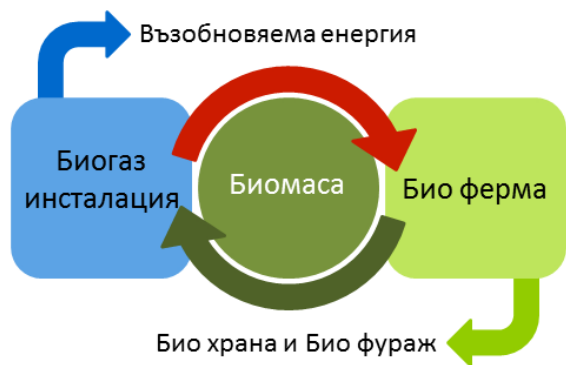 Възобновяема енергия
Биогаз
инсталация
Биомаса
Био ферма
Био храна и Био фураж